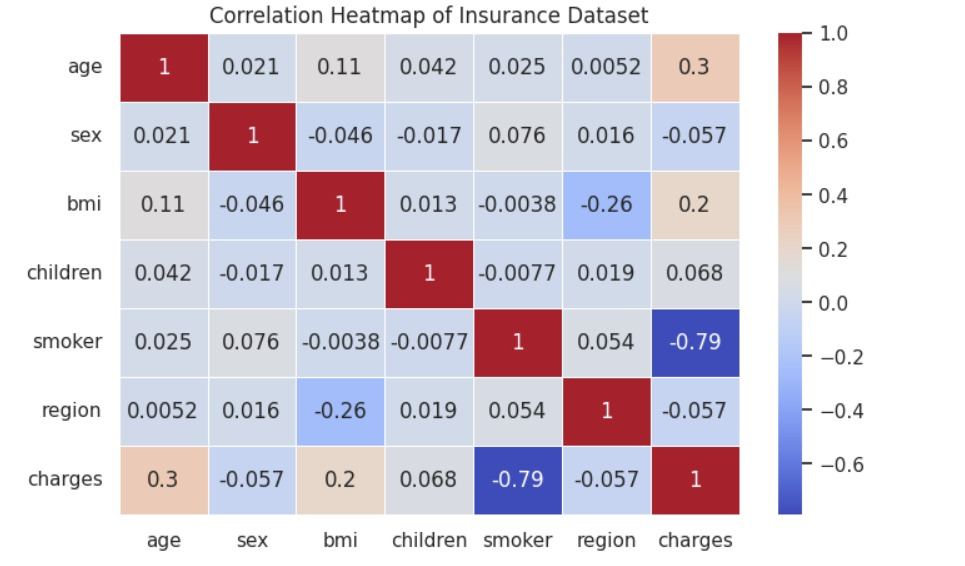 Correlation Heatmap of Insurance Dataset
age 1 0.021 0.11 0.042 0.025 0.0052 0.3
sex 0.021 1 -0.046 -0.017 0.076 0.016 -0.057
bmi 0.11 -0.046 1 0.013 -0.0038 -0.26 0.2
children 0.042 -0.017 0.013 1 -0.0077 0.019 0.068
smoker 0.025 0.076 -0.0038 -0.0077 1 0.054 -0.79
region 0.0052 0.016 -0.26 0.019 0.054 1 -0.057
charges 0.3 -0.057 0.2 0.068 -0.79 -0.057 1
age sex bmi children smoker region charges
1.0
0.8
0.6
0.4
0.2
0.0
−0.2
−0.4
−0.6